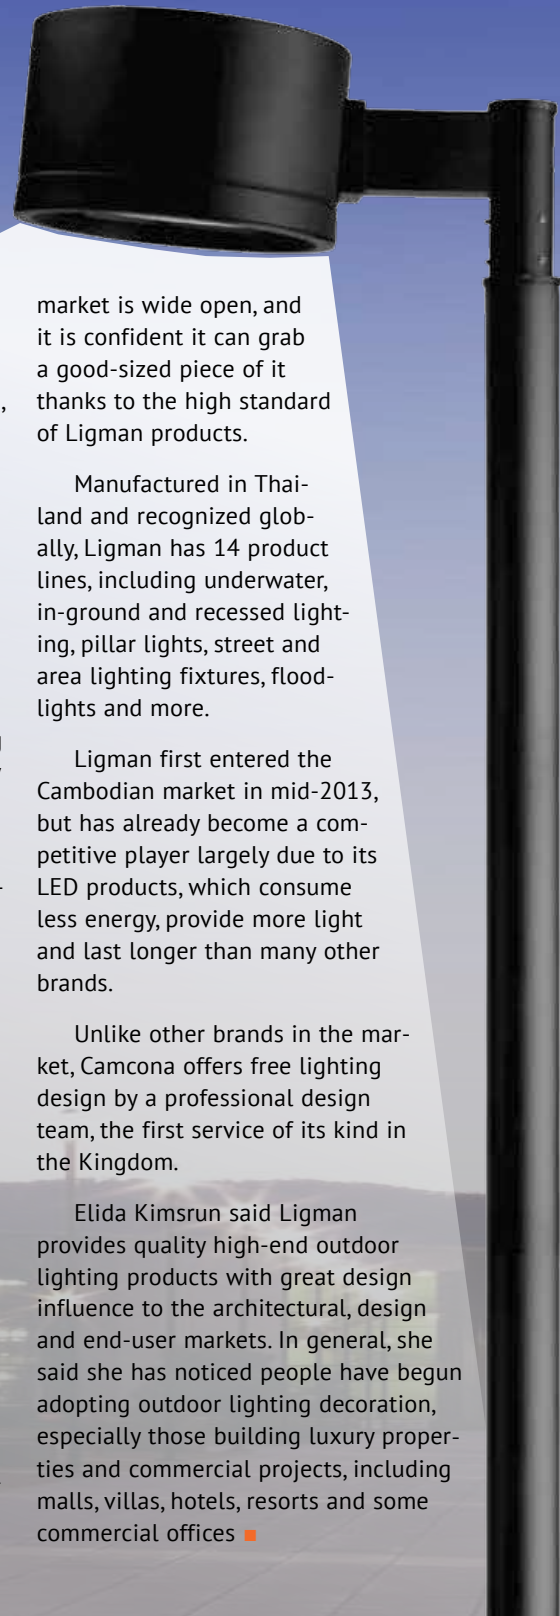 market is wide open, and
it is confident it can grab
a good-sized piece of it
thanks to the high standard
of Ligman products.
Manufactured in Thai-
land and recognized glob-
ally, Ligman has 14 product
lines, including underwater,
in-ground and recessed light-
ing, pillar lights, street and
area lighting fixtures, flood-
lights and more.
Ligman first entered the
Cambodian market in mid-2013,
but has already become a com-
petitive player largely due to its
LED products, which consume
less energy, provide more light
and last longer than many other
brands.
Unlike other brands in the mar-
ket, Camcona offers free lighting
design by a professional design
team, the first service of its kind in
the Kingdom.
Elida Kimsrun said Ligman
provides quality high-end outdoor
lighting products with great design
influence to the architectural, design
and end-user markets. In general, she
said she has noticed people have begun
adopting outdoor lighting decoration,
especially those building luxury proper-
ties and commercial projects, including
malls, villas, hotels, resorts and some
commercial offices